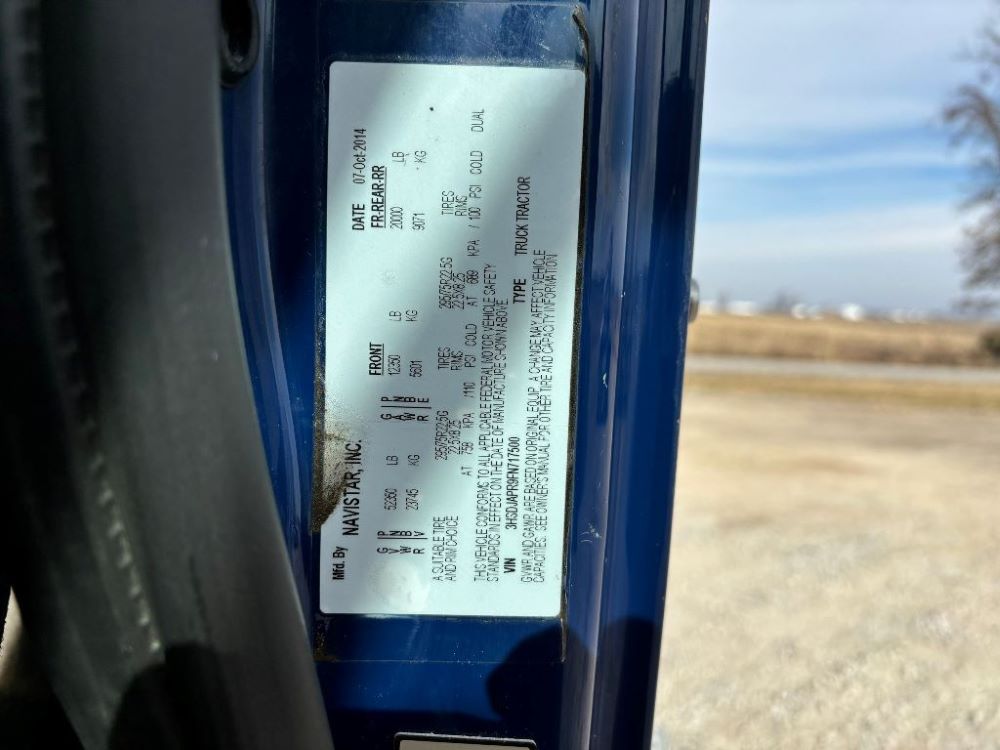 Mfd. By NAVISTAR, INC. DATE 07-Oct-2014
FRONT FR-REAR-RR
G P 52350 LB G P 12350 LB 20000 LB
V N A N
W B 23745 KG W B 5601 KG 9071 KG
R V R E
A SUITABLE TIRE 295/75R22.5G TIRES 295/75R22.5G TIRES
AND RIM CHOICE 22.5X8.25 RIMS 22.5X8.25 RIMS
AT 758 KPA /110 PSI COLD AT 689 KPA / 100 PSI COLD DUAL
THIS VEHICLE CONFORMS TO ALL APPLICABLE FEDERAL MOTOR VEHICLE SAFETY
STANDARDS IN EFFECT ON THE DATE OF MANUFACTURE SHOWN ABOVE.
VIN 3HSDJAPR9FN717500 TYPE TRUCK TRACTOR
GVWR AND GAWR ARE BASED ON ORIGINAL EQUIP. A CHANGE MAY AFFECT VEHICLE
CAPACITIES. SEE OWNER'S MANUAL FOR OTHER TIRE AND CAPACITY INFORMATION